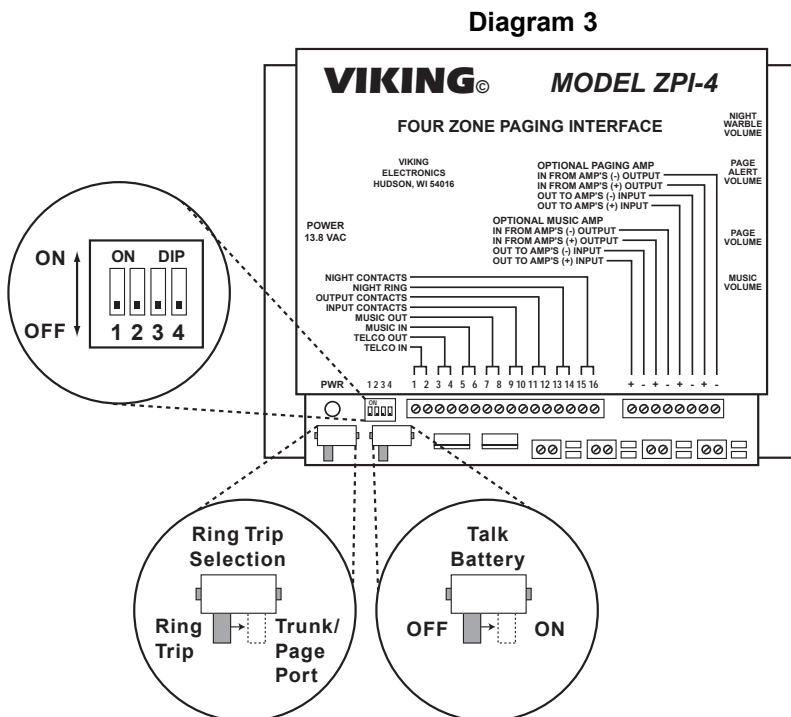 Diagram 3
VIKING©
MODEL ZPI-4
FOUR ZONE PAGING INTERFACE
NIGHT
WARBLE
VOLUME
VIKING
ELECTRONICS
HUDSON, WI 54016
OPTIONAL PAGING AMP
IN FROM AMP'S (-) OUTPUT
IN FROM AMP'S (+) OUTPUT
OUT TO AMP'S (-) INPUT
OUT TO AMP'S (+) INPUT
PAGE
ALERT
VOLUME
OPTIONAL MUSIC AMP
IN FROM AMP'S (-) OUTPUT
IN FROM AMP'S (+) OUTPUT
OUT TO AMP'S (-) INPUT
OUT TO AMP'S (+) INPUT
POWER
13.8 VAC
PAGE
VOLUME
MUSIC
VOLUME
NIGHT CONTACTS
NIGHT RING
OUTPUT CONTACTS
INPUT CONTACTS
MUSIC OUT
MUSIC IN
TELCO OUT
TELCO IN
ON
OFF
ON DIP
1 2 3 4
PWR
1 2 3 4
1 2 3 4 5 6 7 8 9 10 11 12 13 14 15 16
+ - + - + - + -
ON
Ring Trip
Selection
Ring
Trip
Trunk/
Page
Port
Talk
Battery
OFF
ON